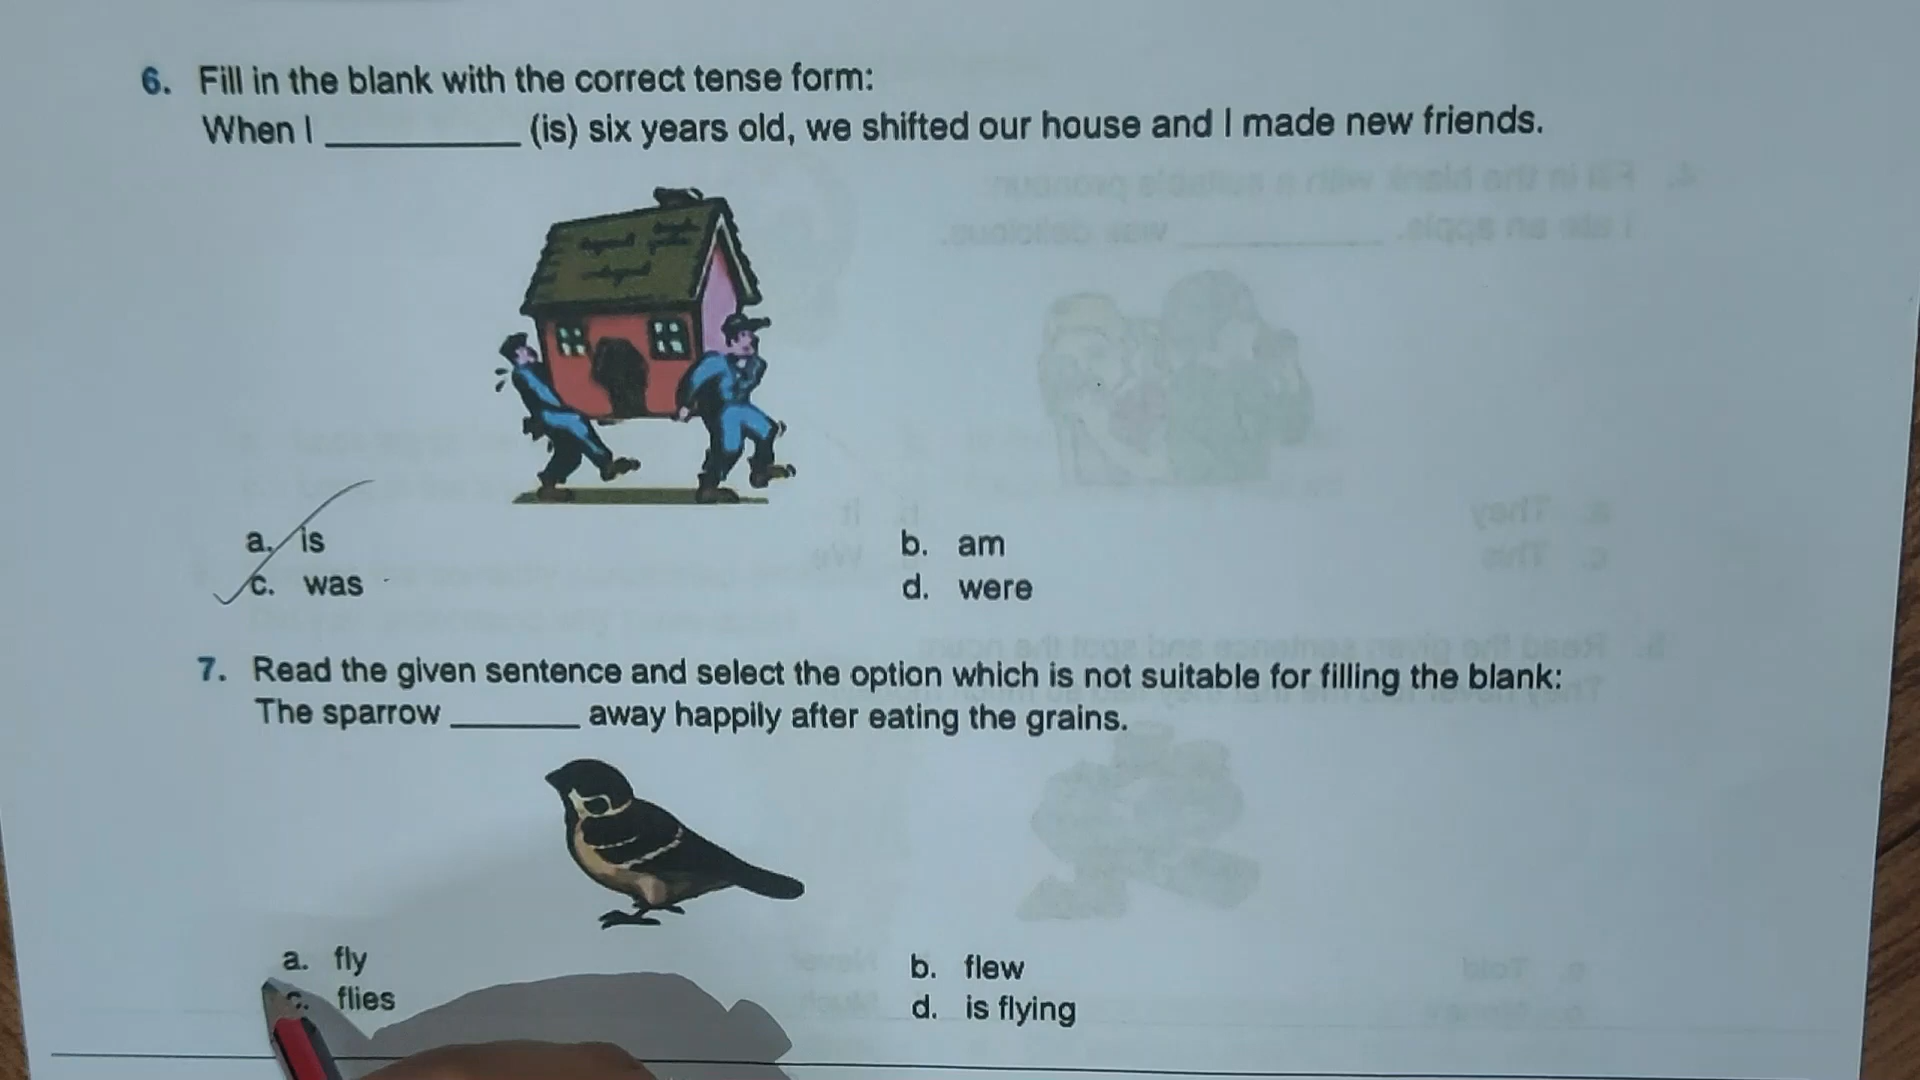 6. Fill in the blank with the correct tense form:
When I __________ (is) six years old, we shifted our house and I made new friends.
a. is
b. am
c. was
d. were
7. Read the given sentence and select the option which is not suitable for filling the blank:
The sparrow _______ away happily after eating the grains.
a. fly
b. flew
c. flies
d. is flying